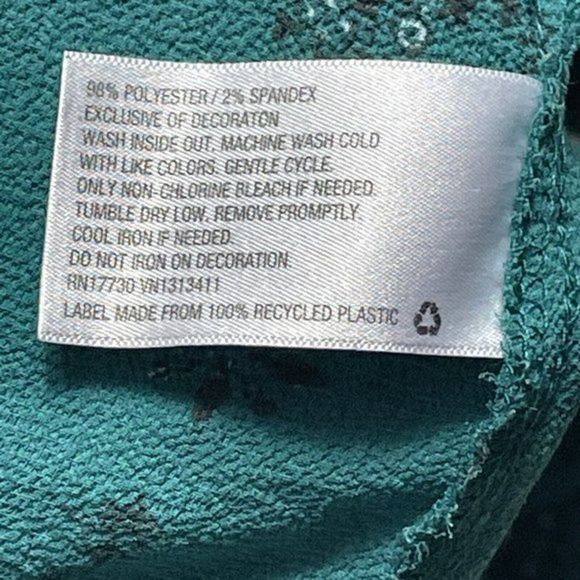 98% POLYESTER / 2% SPANDEX
EXCLUSIVE OF DECORATON
WASH INSIDE OUT. MACHINE WASH COLD
WITH LIKE COLORS. GENTLE CYCLE.
ONLY NON-CHLORINE BLEACH IF NEEDED.
TUMBLE DRY LOW. REMOVE PROMPTLY.
COOL IRON IF NEEDED.
DO NOT IRON ON DECORATION.
RN17730 VN1313411
LABEL MADE FROM 100% RECYCLED PLASTIC